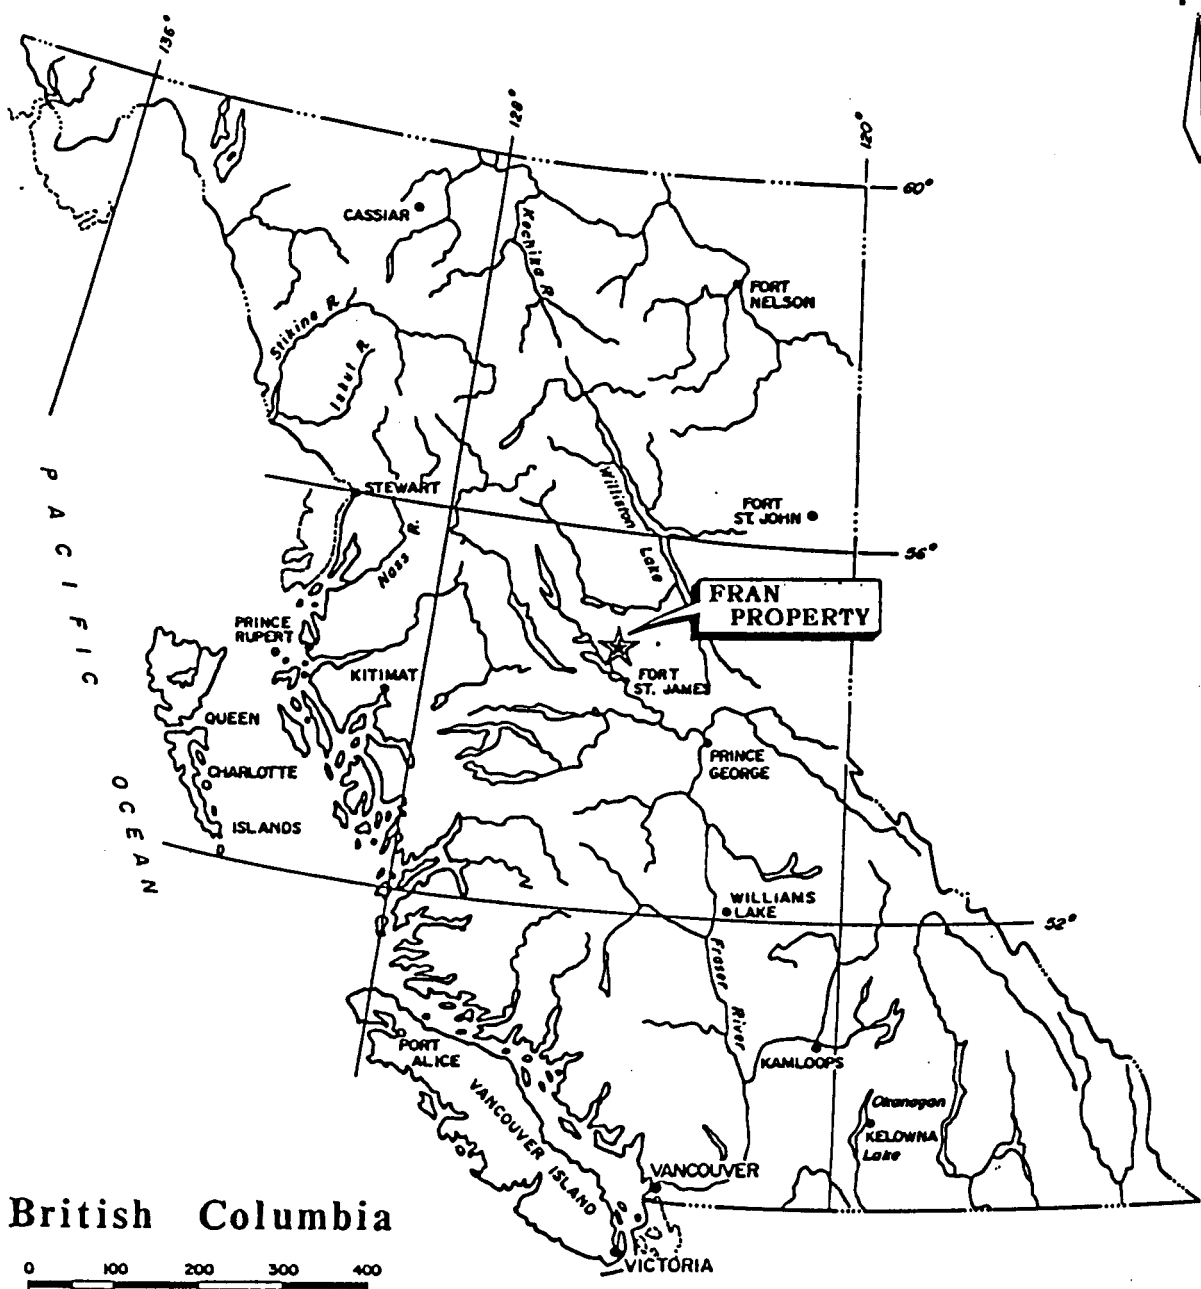 136°
128°
120°
60°
CASSIAR
Kechika R.
FORT
NELSON
Stikine R.
Iskut R.
STEWART
Nass R.
Williston
Lake
FORT
ST. JOHN
56°
FRAN
PROPERTY
PRINCE
RUPERT
KITIMAT
FORT
ST. JAMES
PACIFIC
OCEAN
QUEEN
CHARLOTTE
ISLANDS
PRINCE
GEORGE
WILLIAMS
LAKE
52°
Fraser
River
PORT
ALICE
KAMLOOPS
VANCOUVER ISLAND
Okanagan
KELOWNA
Lake
VANCOUVER
VICTORIA
British Columbia
0 100 200 300 400